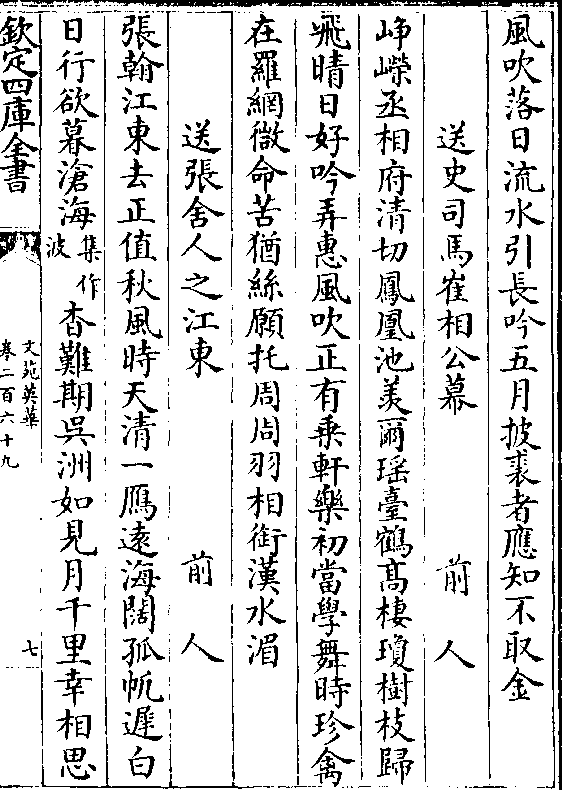 風吹落日流水引長吟五月披裘者應知不取金
送史司馬崔相公幕 前人
崢嶸丞相府清切鳳凰池羙爾瑶臺鶴髙棲瓊樹枝歸
飛晴日好吟弄惠風吹正有乗軒樂初當學舞時珍禽
在羅網微命苦猶絲願托周周羽相銜漢水湄
送張舍人之江東 前人
張翰江東去正值秋風時天清一鴈逺海闊孤帆遲白
日行欲暮滄海集作波杳難期呉洲如見月千里幸相思
欽定四庫全書
文苑英華
卷二百六十九
七